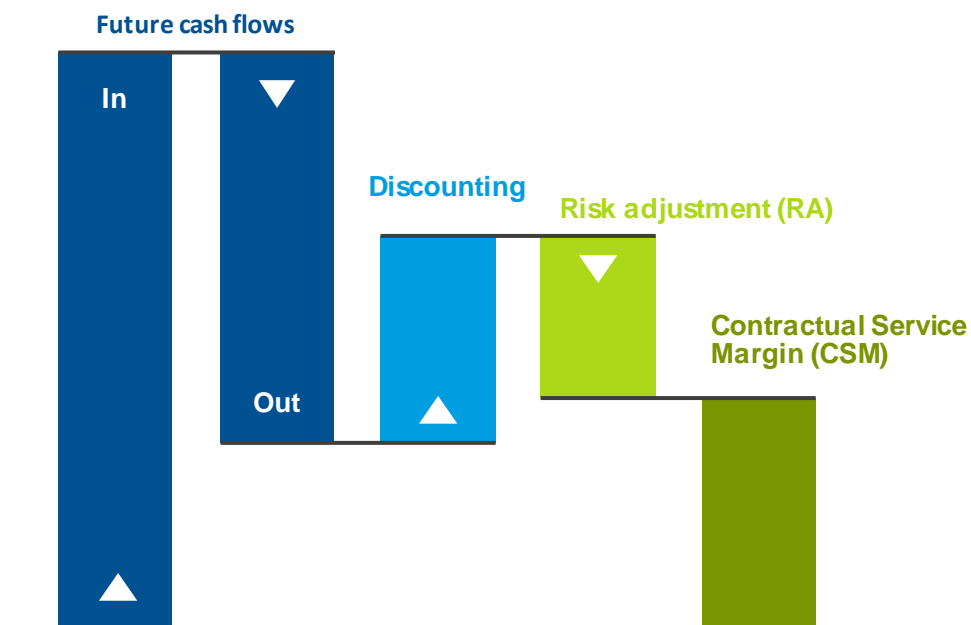 Future cash flows
In
Discounting
Risk adjustment (RA)
Contractual Service
Margin (CSM)
Out